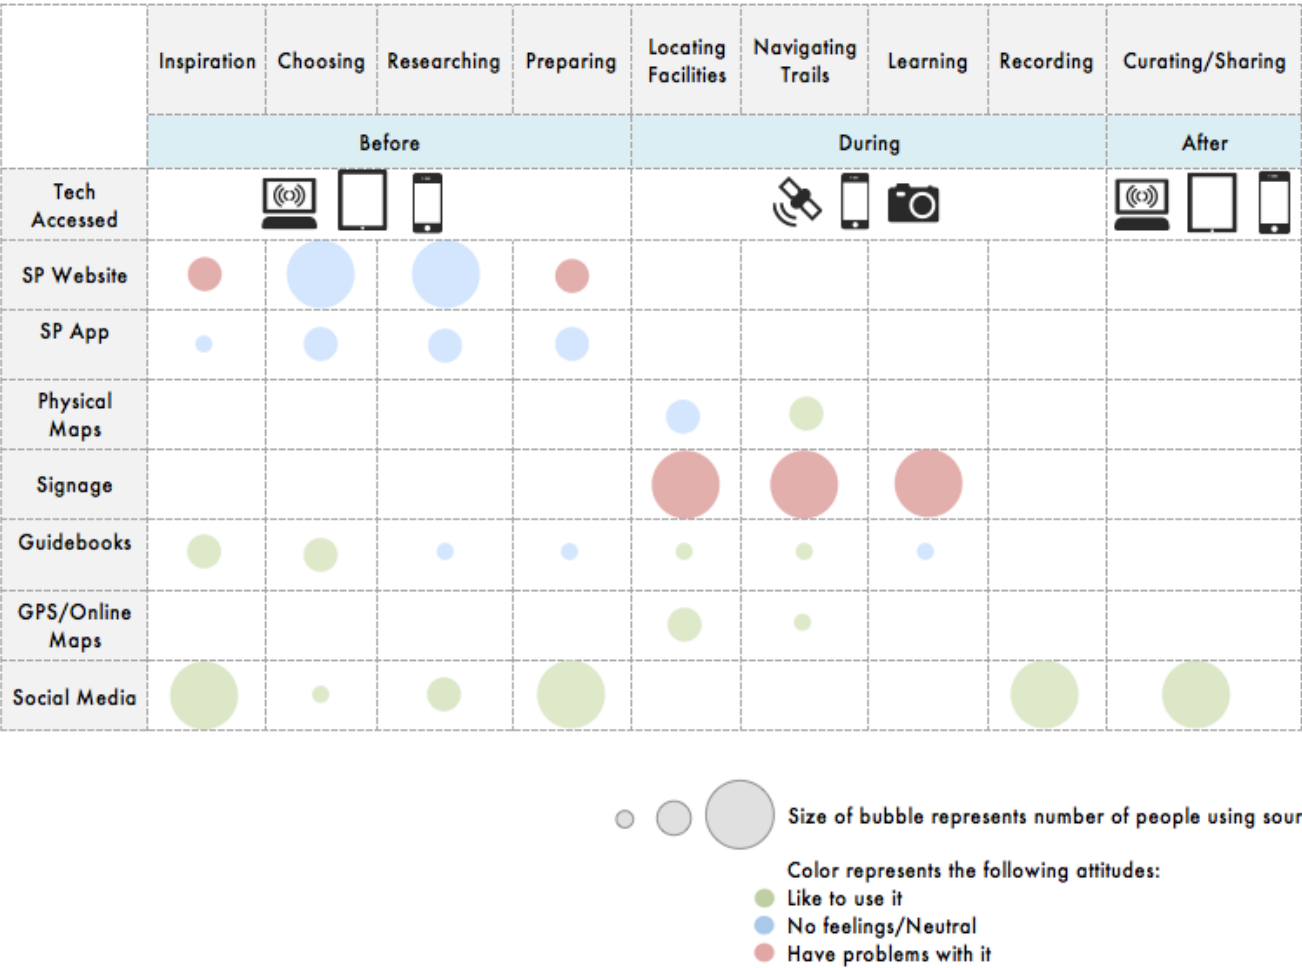 Inspiration
Choosing
Researching
Preparing
Locating
Facilities
Navigating
Trails
Learning
Recording
Curating/Sharing
Before
During
After
Tech
Accessed
SP Website
SP App
Physical
Maps
Signage
Guidebooks
GPS/Online
Maps
Social Media
Size of bubble represents number of people using sour
Color represents the following attitudes:
Like to use it
No feelings/Neutral
Have problems with it